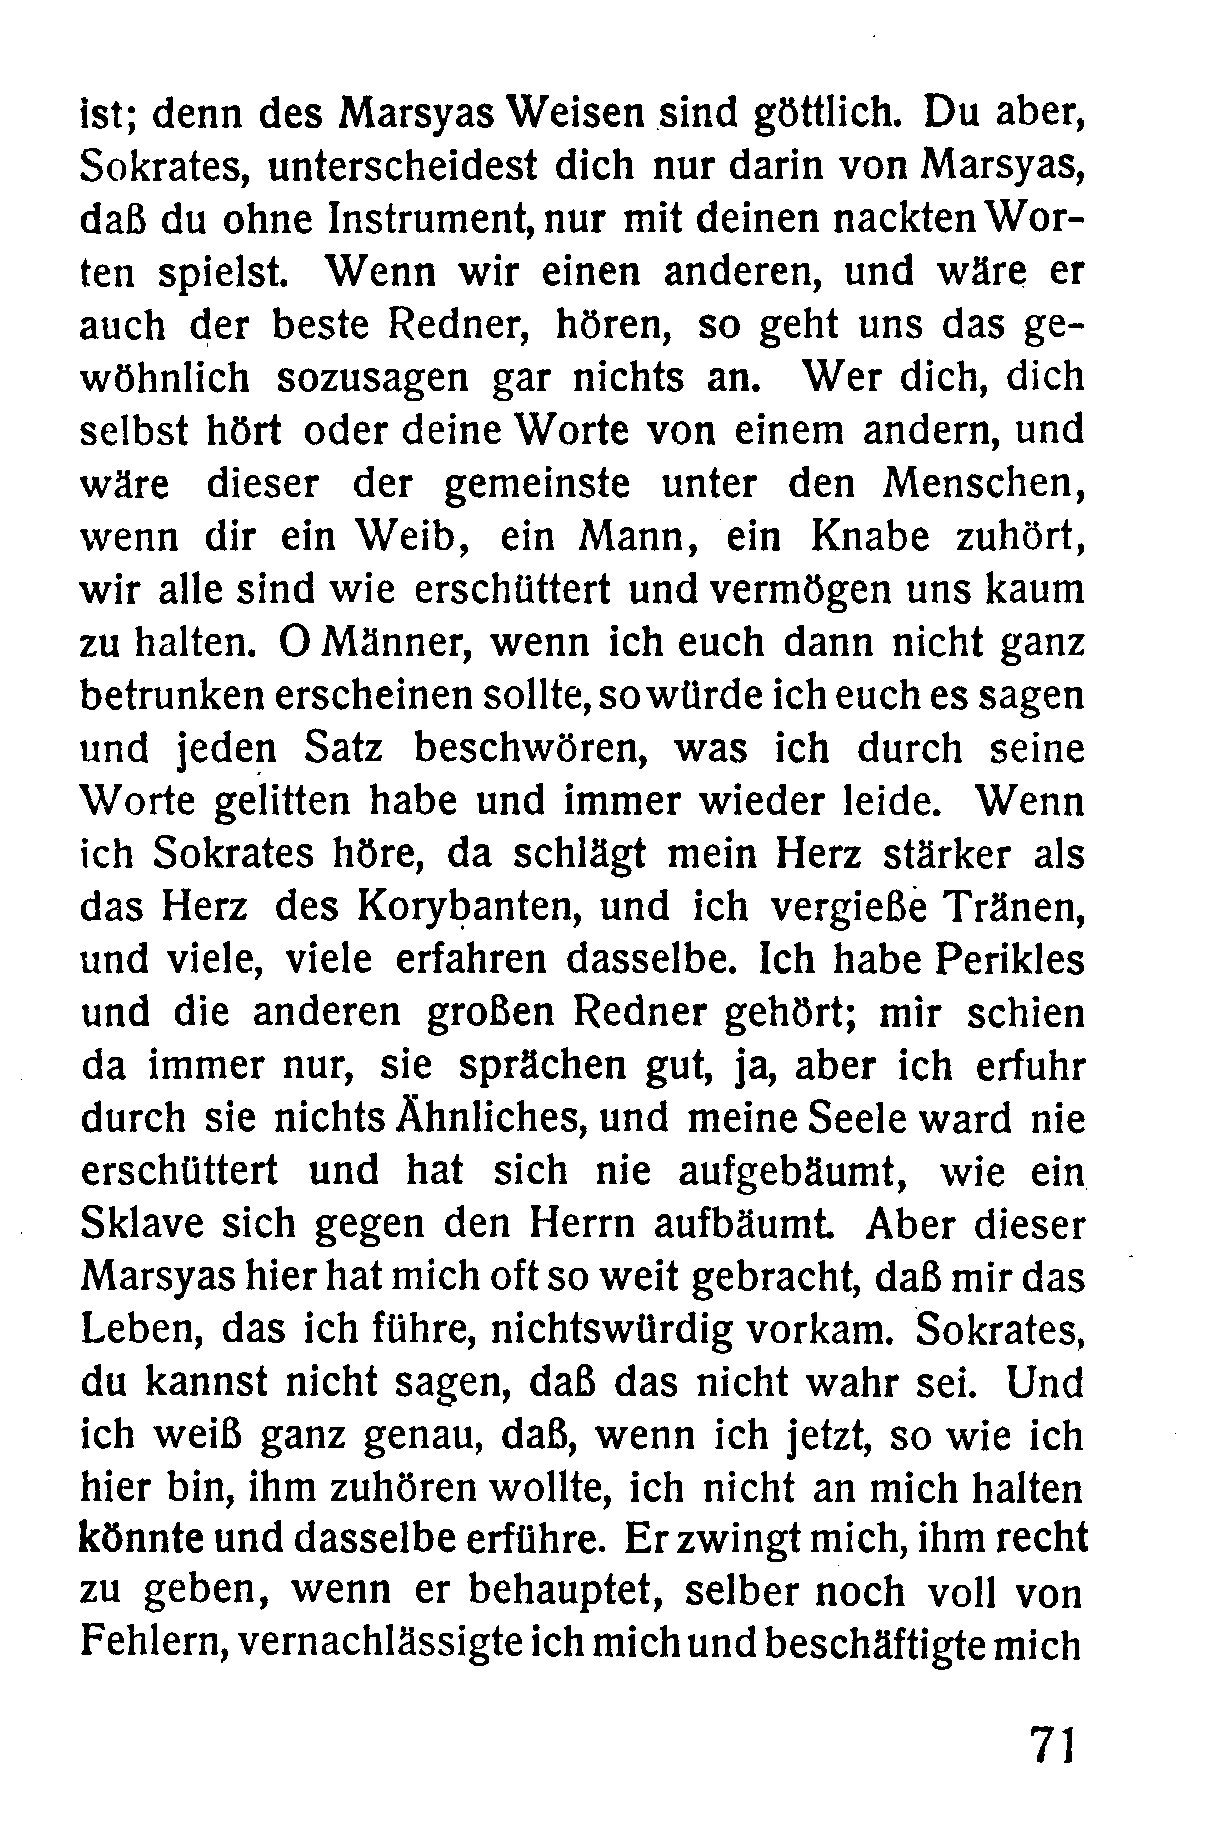 ist; denn des Marsyas Weisen sind göttlich. Du aber,
Sokrates, unterscheidest dich nur darin von Marsyas,
daß du ohne Instrument, nur mit deinen nackten Wor-
ten spielst. Wenn wir einen anderen, und wäre er
auch der beste Redner, hören, so geht uns das ge-
wöhnlich sozusagen gar nichts an. Wer dich, dich
selbst hört oder deine Worte von einem andern, und
wäre dieser der gemeinste unter den Menschen,
wenn dir ein Weib, ein Mann, ein Knabe zuhört,
wir alle sind wie erschüttert und vermögen uns kaum
zu halten. O Männer, wenn ich euch dann nicht ganz
betrunken erscheinen sollte, so würde ich euch es sagen
und jeden Satz beschwören, was ich durch seine
Worte gelitten habe und immer wieder leide. Wenn
ich Sokrates höre, da schlägt mein Herz stärker als
das Herz des Korybanten, und ich vergieße Tränen,
und viele, viele erfahren dasselbe. Ich habe Perikles
und die anderen großen Redner gehört; mir schien
da immer nur, sie sprächen gut, ja, aber ich erfuhr
durch sie nichts Ähnliches, und meine Seele ward nie
erschüttert und hat sich nie aufgebäumt, wie ein
Sklave sich gegen den Herrn aufbäumt. Aber dieser
Marsyas hier hat mich oft so weit gebracht, daß mir das
Leben, das ich führe, nichtswürdig vorkam. Sokrates,
du kannst nicht sagen, daß das nicht wahr sei. Und
ich weiß ganz genau, daß, wenn ich jetzt, so wie ich
hier bin, ihm zuhören wollte, ich nicht an mich halten
könnte und dasselbe erführe. Er zwingt mich, ihm recht
zu geben, wenn er behauptet, selber noch voll von
Fehlern, vernachlässigte ich mich und beschäftigte mich
71